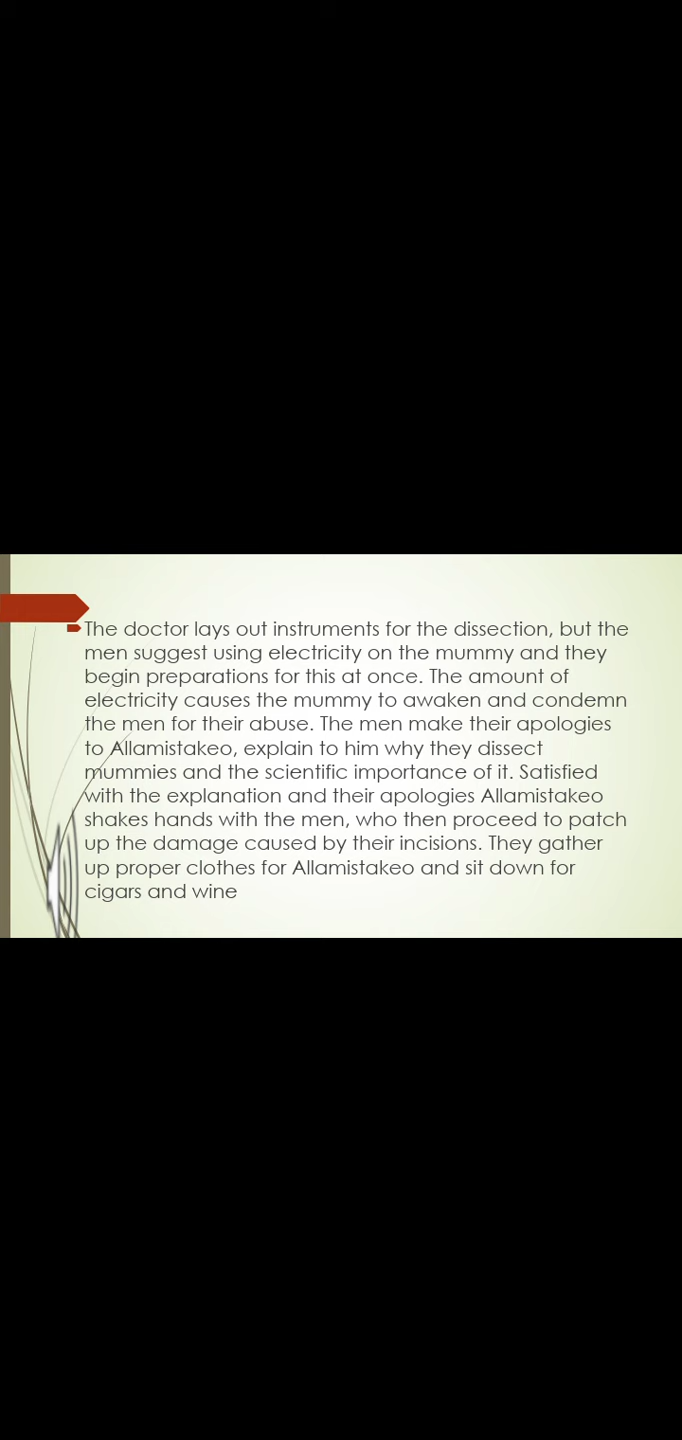 The doctor lays out instruments for the dissection, but the
men suggest using electricity on the mummy and they
begin preparations for this at once. The amount of
electricity causes the mummy to awaken and condemn
the men for their abuse. The men make their apologies
to Allamistakeo, explain to him why they dissect
mummies and the scientific importance of it. Satisfied
with the explanation and their apologies Allamistakeo
shakes hands with the men, who then proceed to patch
up the damage caused by their incisions. They gather
up proper clothes for Allamistakeo and sit down for
cigars and wine